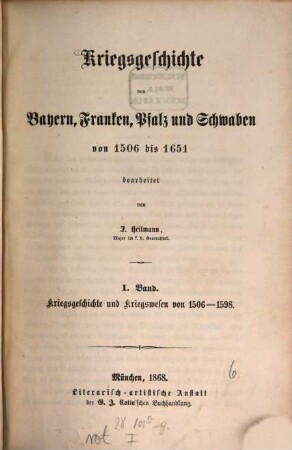 Kriegsgeschichte
von
Bayern, Franken, Pfalz und Schwaben
von 1506 bis 1651
bearbeitet
von
J. Heilmann,
Major im k. b. Generalstab.
I. Band.
Kriegsgeschichte und Kriegswesen von 1506—1598.
München, 1868.
Literarisch-artistische Anstalt
der G. J. Cotta'schen Buchhandlung.
6